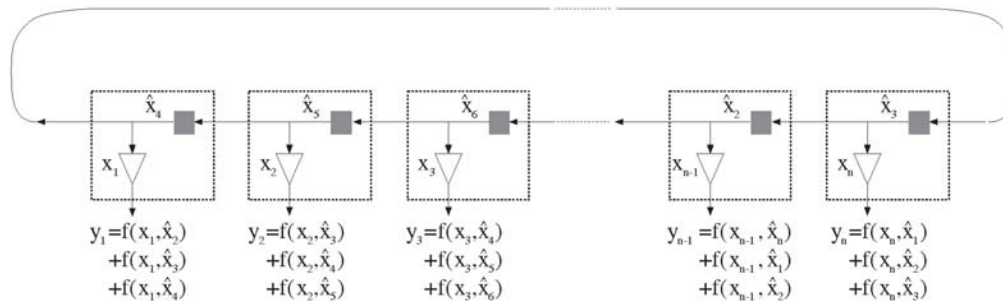 x̂₄ x̂₅ x̂₆ x̂₂ x̂₃
x₁ x₂ x₃ xₙ₋₁ xₙ
y₁=f(x₁,x̂₂) y₂=f(x₂,x̂₃) y₃=f(x₃,x̂₄) yₙ₋₁=f(xₙ₋₁,x̂ₙ) yₙ=f(xₙ,x̂₁)
+f(x₁,x̂₃) +f(x₂,x̂₄) +f(x₃,x̂₅) +f(xₙ₋₁,x̂₁) +f(xₙ,x̂₂)
+f(x₁,x̂₄) +f(x₂,x̂₅) +f(x₃,x̂₆) +f(xₙ₋₁,x̂₂) +f(xₙ,x̂₃)